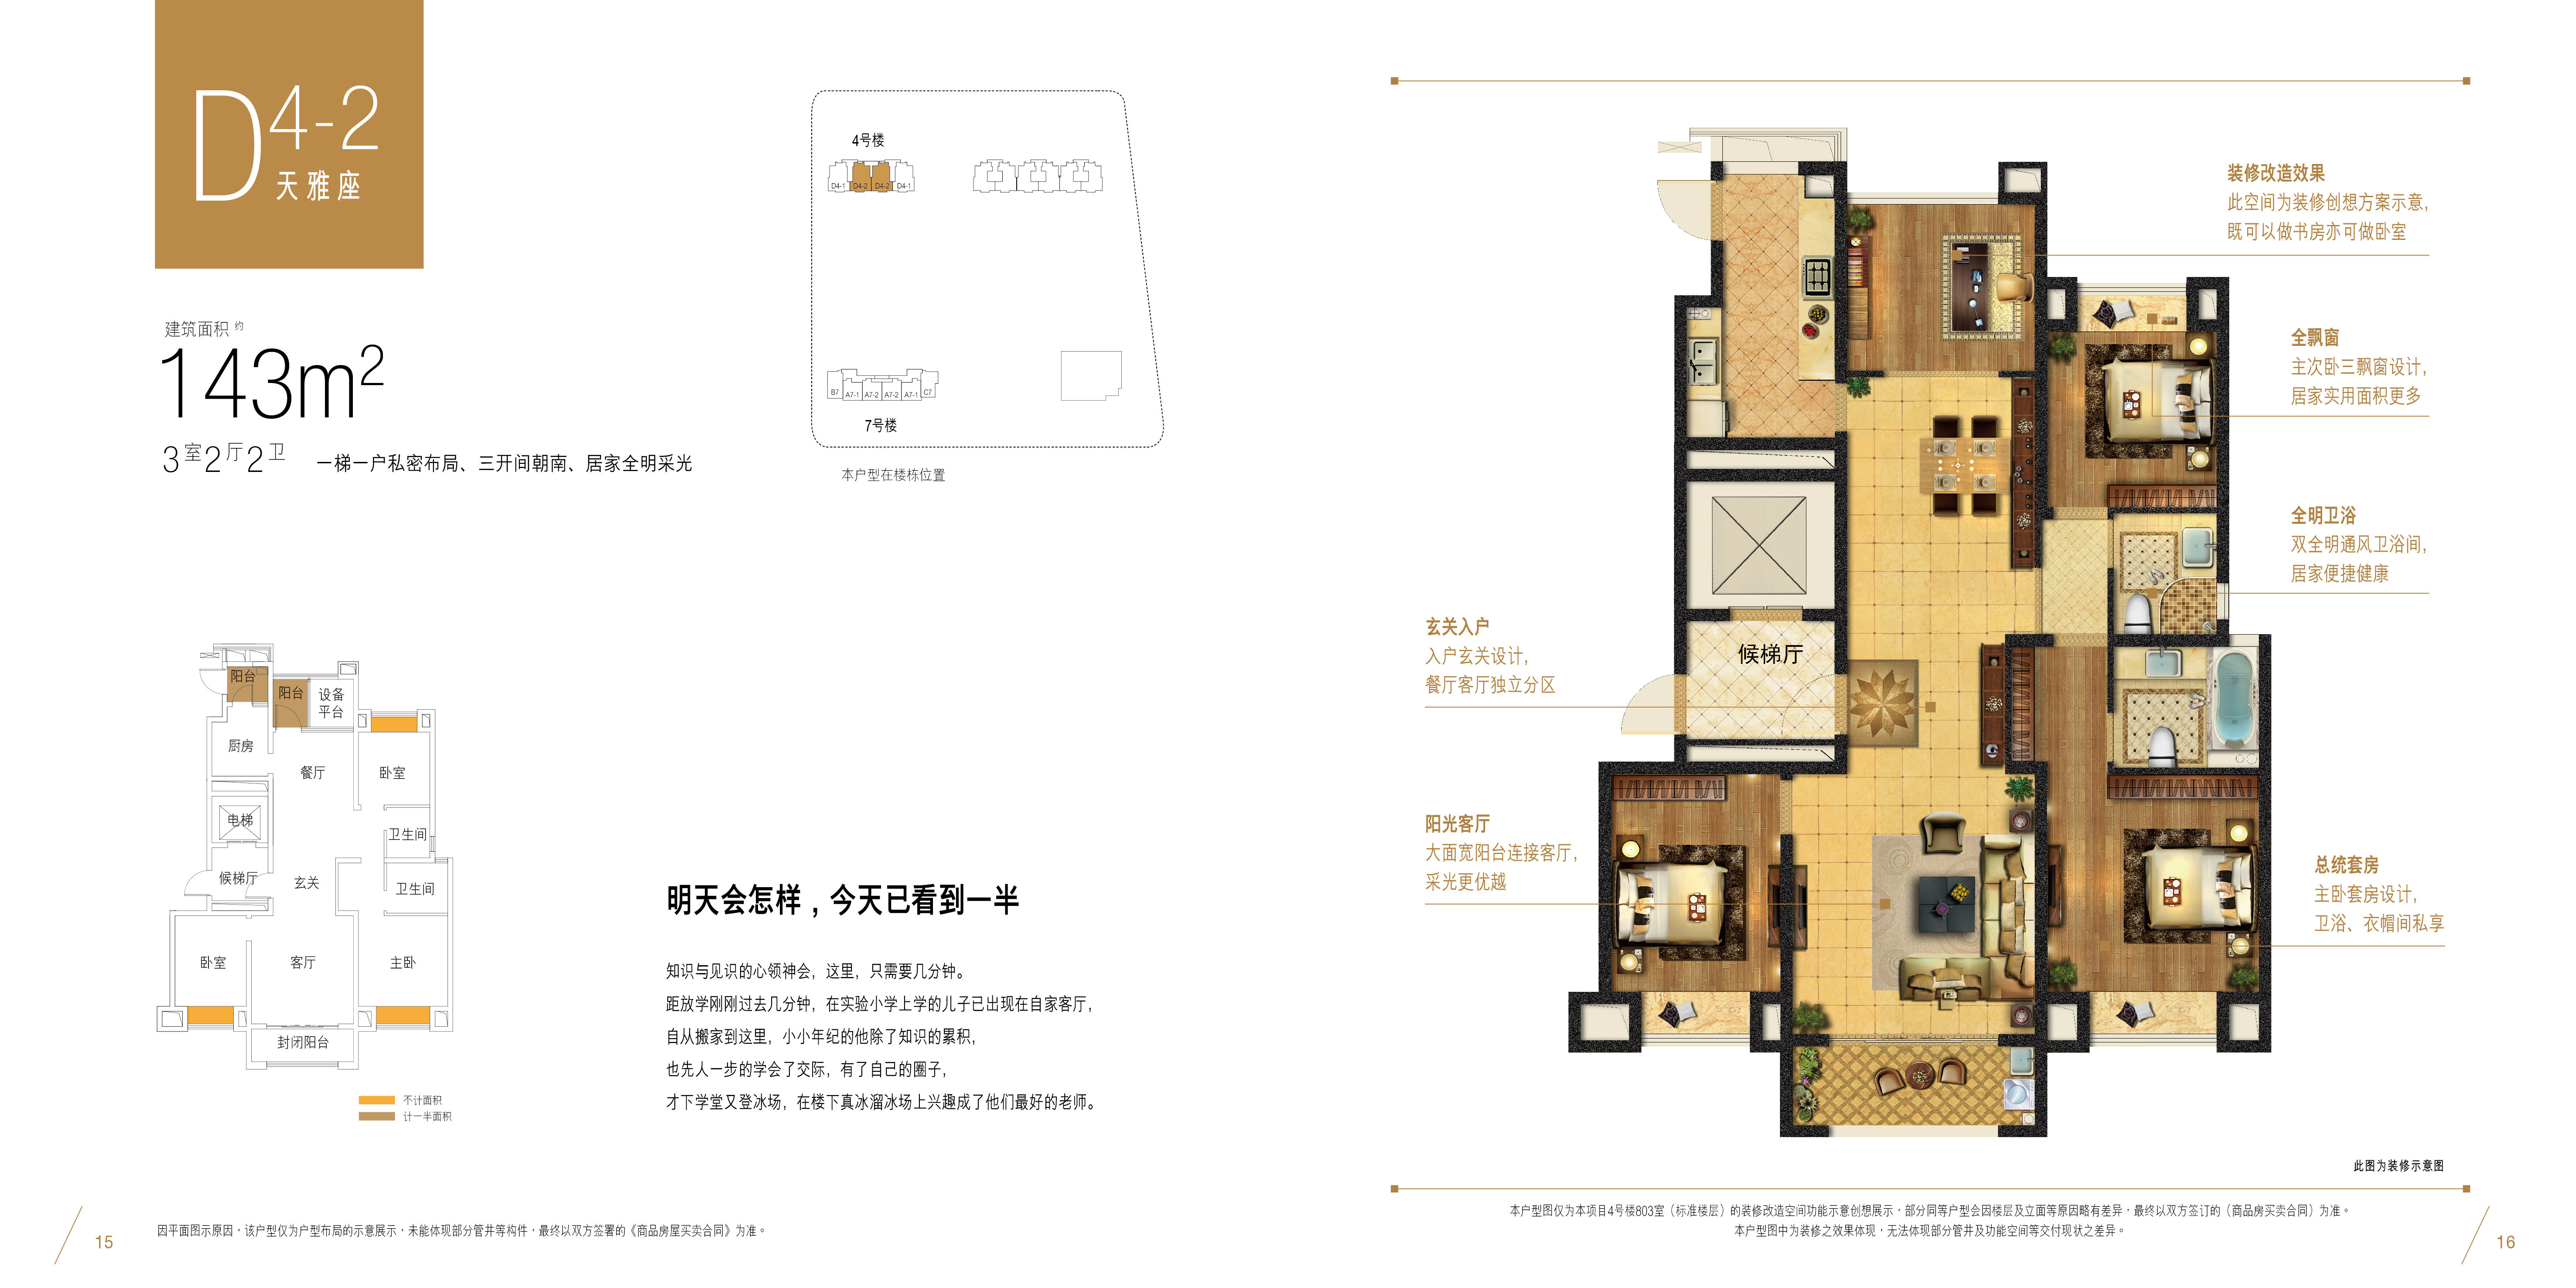 D4-2
天雅座
建筑面积 约
143m²
3室2厅2卫
一梯一户私密布局、三开间朝南、居家全明采光
4号楼
D4-1 D4-2 D4-2 D4-1
B7 A7-1 A7-2 A7-2 A7-1 C7
7号楼
本户型在楼栋位置
阳台
阳台
设备
平台
厨房
餐厅
卧室
电梯
卫生间
候梯厅
玄关
卫生间
卧室
客厅
主卧
封闭阳台
不计面积
计一半面积
明天会怎样，今天已看到一半
知识与见识的心领神会，这里，只需要几分钟。
距放学刚刚过去几分钟，在实验小学上学的儿子已出现在自家客厅，
自从搬家到这里，小小年纪的他除了知识的累积，
也先人一步的学会了交际，有了自己的圈子，
才下学堂又登冰场，在楼下真冰溜冰场上兴趣成了他们最好的老师。
因平面图示原因，该户型仅为户型布局的示意展示，未能体现部分管井等构件，最终以双方签署的《商品房屋买卖合同》为准。
15
装修改造效果
此空间为装修创想方案示意，
既可以做书房亦可做卧室
全飘窗
主次卧三飘窗设计，
居家实用面积更多
全明卫浴
双全明通风卫浴间，
居家便捷健康
玄关入户
入户玄关设计，
餐厅客厅独立分区
候梯厅
阳光客厅
大面宽阳台连接客厅，
采光更优越
总统套房
主卧套房设计，
卫浴、衣帽间私享
此图为装修示意图
本户型图仅为本项目4号楼803室（标准楼层）的装修改造空间功能示意创想展示，部分同等户型会因楼层及立面等原因略有差异，最终以双方签订的（商品房买卖合同）为准。
本户型图中为装修之效果体现，无法体现部分管井及功能空间等交付现状之差异。
16